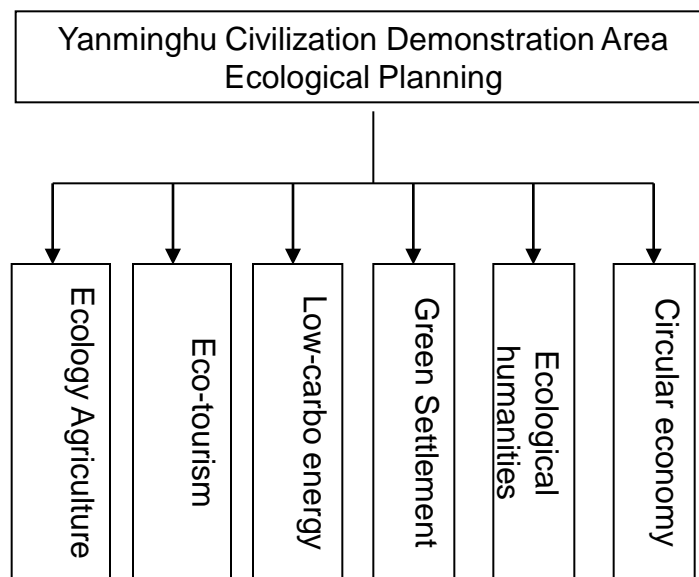 Yanminghu Civilization Demonstration Area
Ecological Planning
Ecology Agriculture
Eco-tourism
Low-carbo energy
Green Settlement
Ecological
humanities
Circular economy